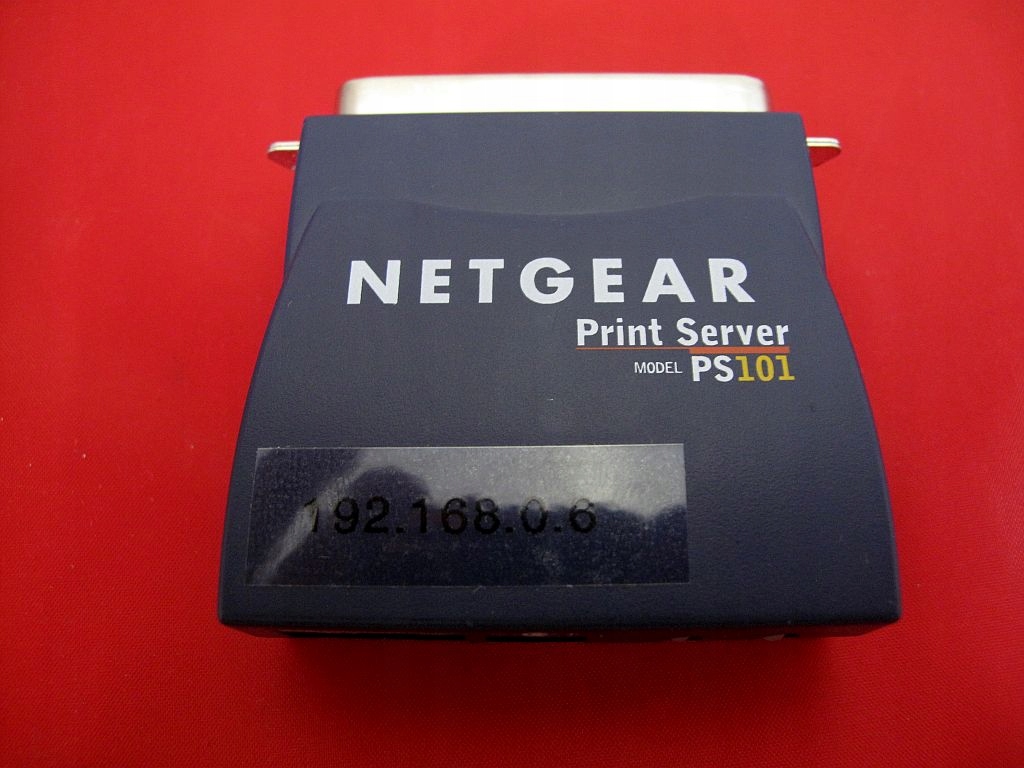 NETGEAR
Print Server
MODEL PS101
192.168.0.6